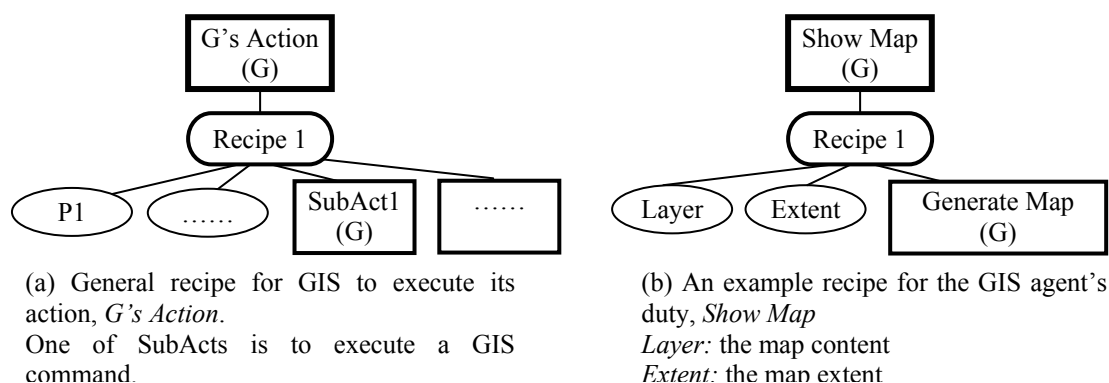 G's Action
(G)
Recipe 1
P1
……
SubAct1
(G)
……
(a) General recipe for GIS to execute its
action, G's Action.
One of SubActs is to execute a GIS
command.
Show Map
(G)
Recipe 1
Layer
Extent
Generate Map
(G)
(b) An example recipe for the GIS agent's
duty, Show Map
Layer: the map content
Extent: the map extent